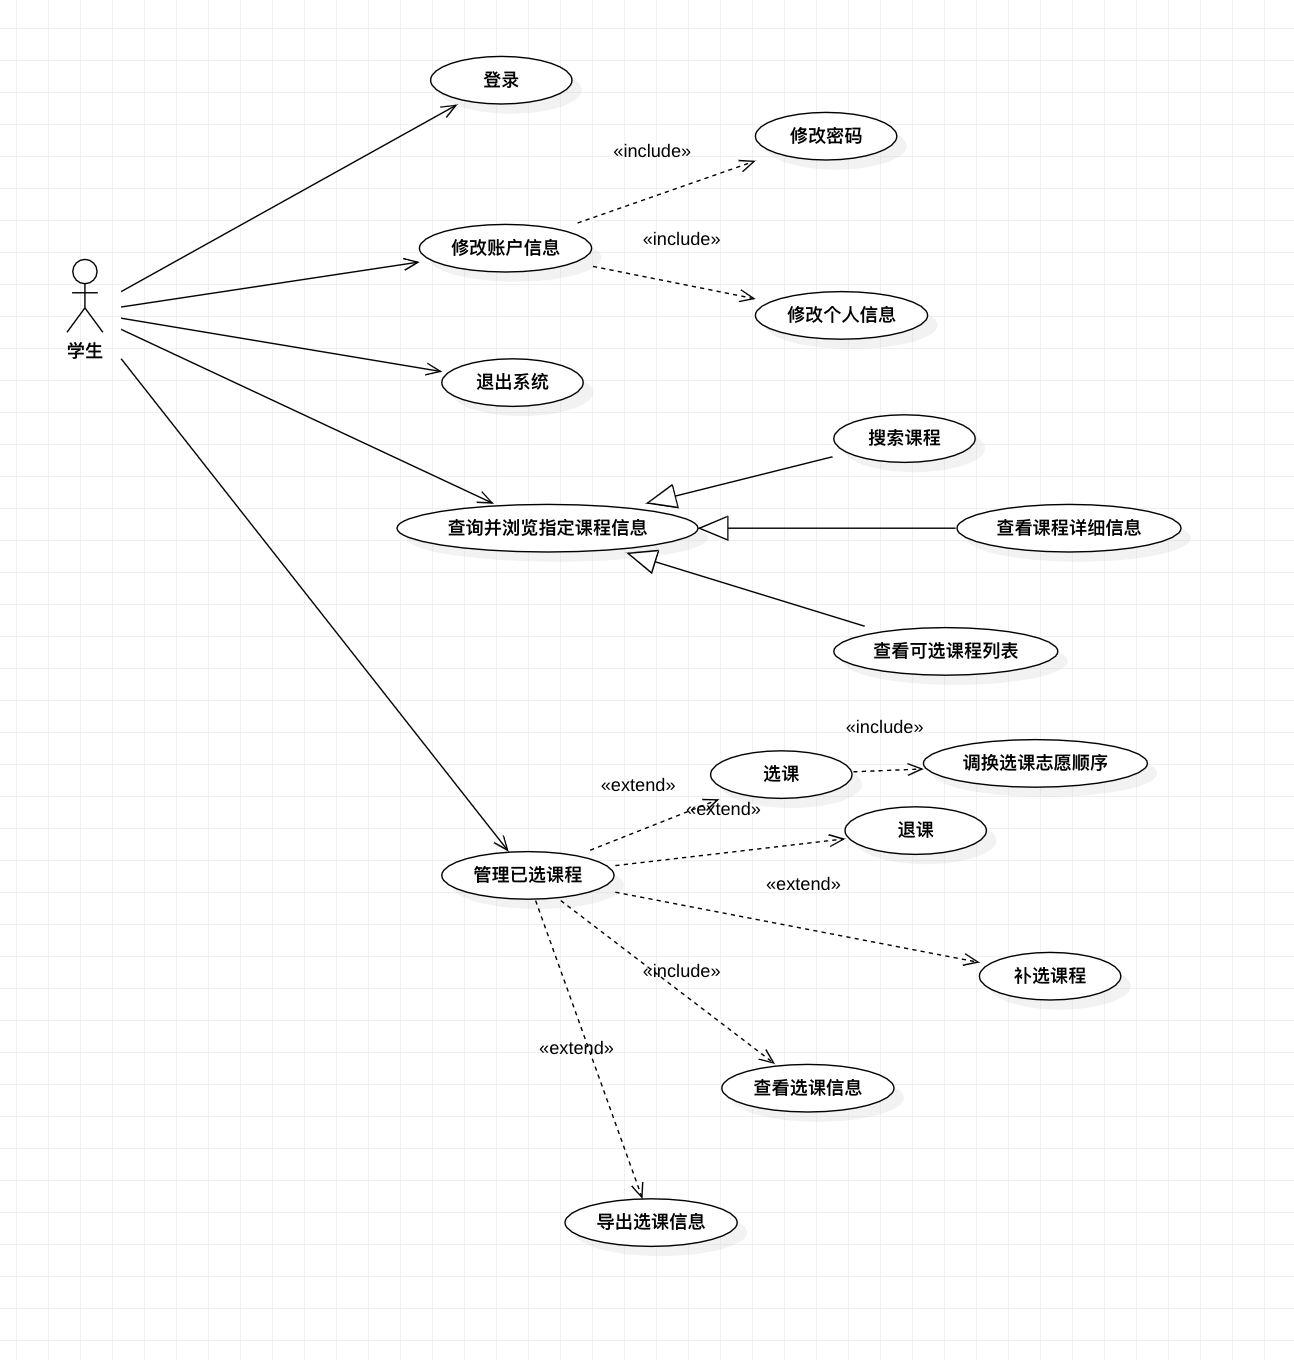 登录
修改密码
«include»
修改账户信息
«include»
修改个人信息
学生
退出系统
搜索课程
查询并浏览指定课程信息
查看课程详细信息
查看可选课程列表
«include»
选课
调换选课志愿顺序
«extend»
«extend»
退课
管理已选课程
«extend»
补选课程
«include»
«extend»
查看选课信息
导出选课信息